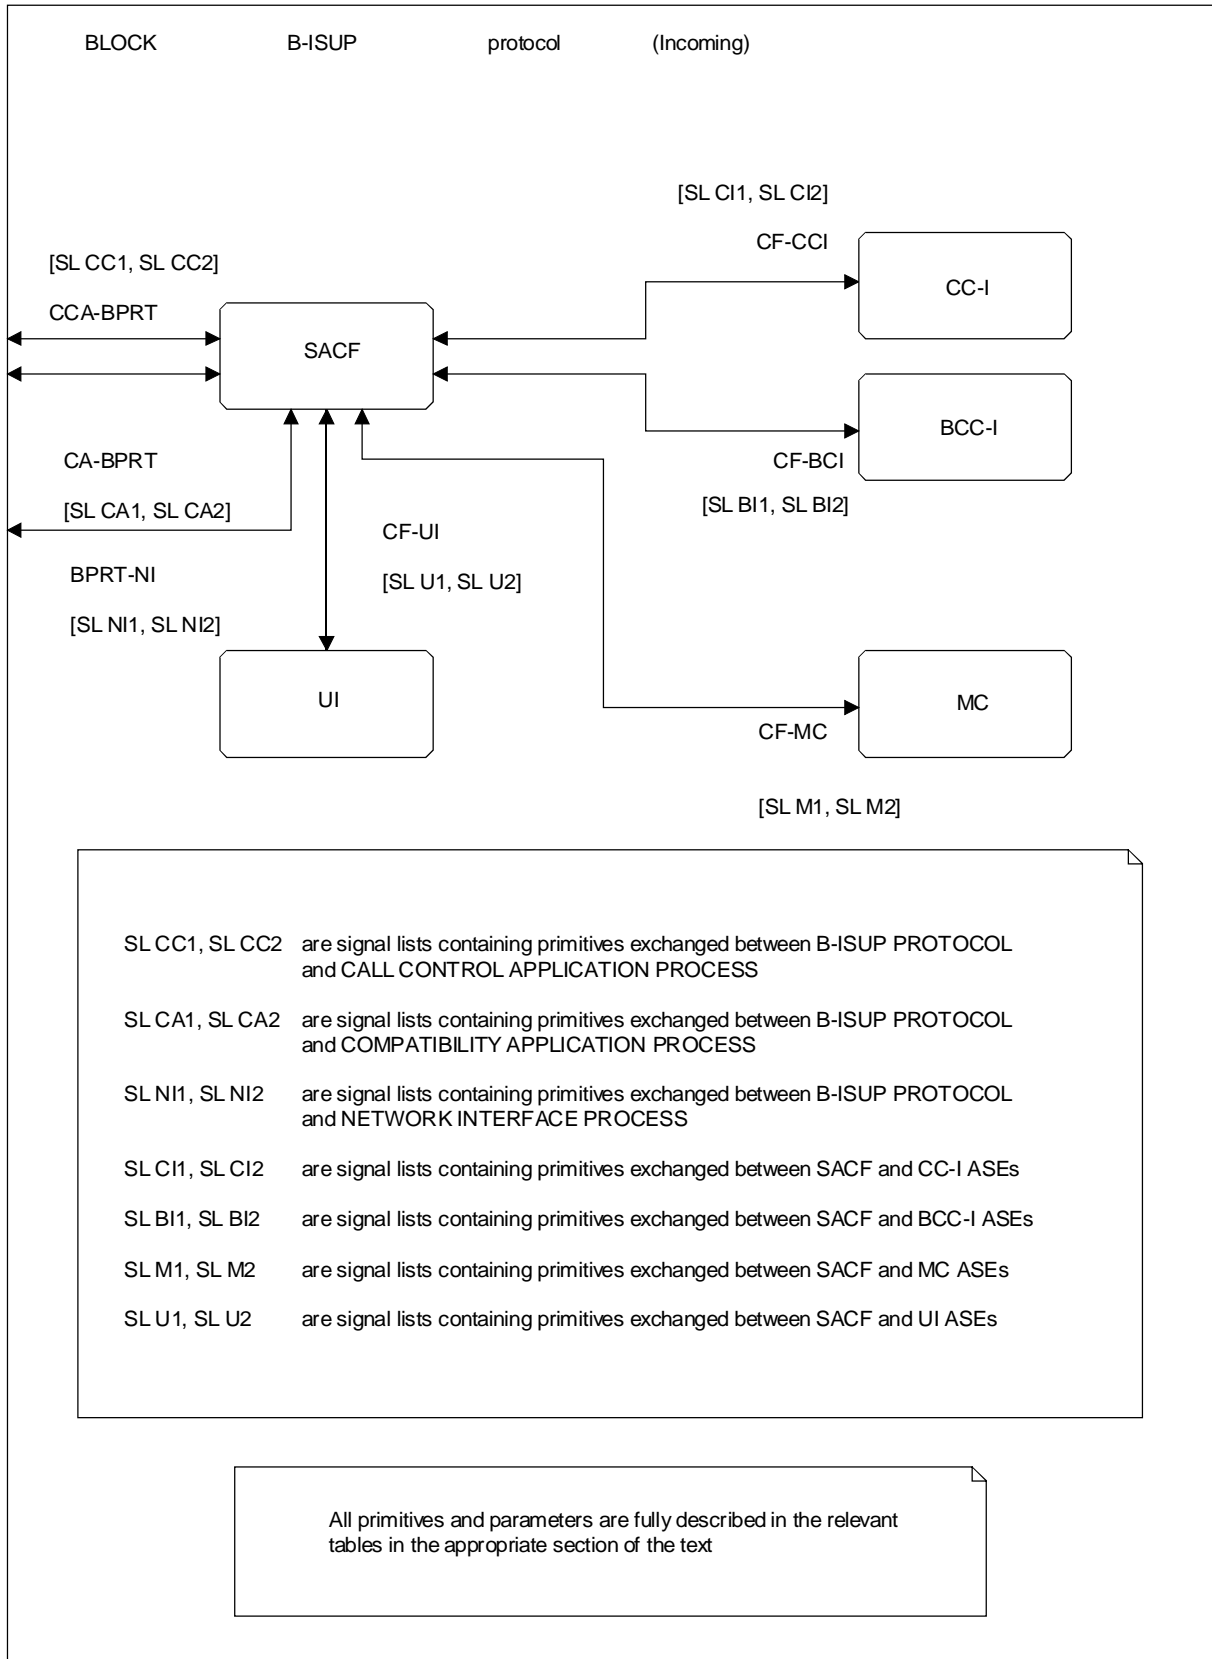 BLOCK B-ISUP protocol (Incoming)
[SL CI1, SL CI2]
CF-CCI
[SL CC1, SL CC2]
CCA-BPRT
CC-I
SACF
BCC-I
CA-BPRT
CF-BCI
[SL CA1, SL CA2]
[SL BI1, SL BI2]
CF-UI
BPRT-NI
[SL U1, SL U2]
[SL NI1, SL NI2]
UI
MC
CF-MC
[SL M1, SL M2]
SL CC1, SL CC2 are signal lists containing primitives exchanged between B-ISUP PROTOCOL
and CALL CONTROL APPLICATION PROCESS
SL CA1, SL CA2 are signal lists containing primitives exchanged between B-ISUP PROTOCOL
and COMPATIBILITY APPLICATION PROCESS
SL NI1, SL NI2 are signal lists containing primitives exchanged between B-ISUP PROTOCOL
and NETWORK INTERFACE PROCESS
SL CI1, SL CI2 are signal lists containing primitives exchanged between SACF and CC-I ASEs
SL BI1, SL BI2 are signal lists containing primitives exchanged between SACF and BCC-I ASEs
SL M1, SL M2 are signal lists containing primitives exchanged between SACF and MC ASEs
SL U1, SL U2 are signal lists containing primitives exchanged between SACF and UI ASEs
All primitives and parameters are fully described in the relevant
tables in the appropriate section of the text